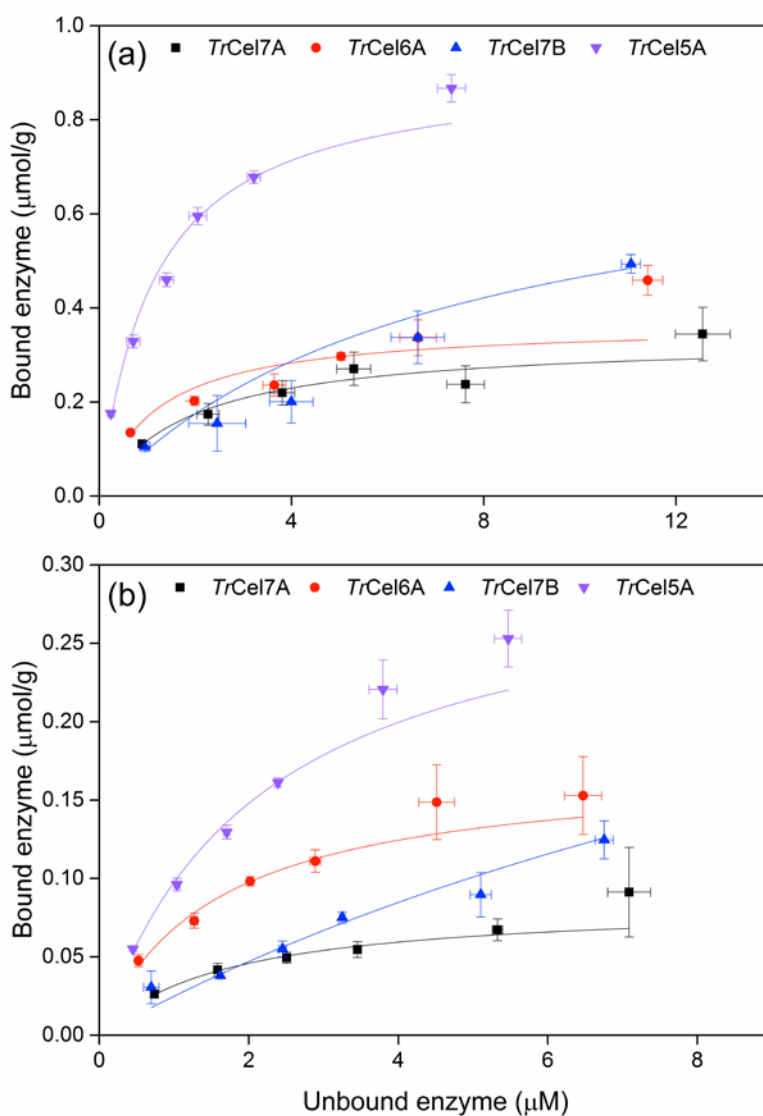 1.0
(a) TrCel7A TrCel6A TrCel7B TrCel5A
0.8
0.6
0.4
0.2
0.0
Bound enzyme (μmol/g)
0 4 8 12
0.30
(b) TrCel7A TrCel6A TrCel7B TrCel5A
0.25
0.20
0.15
0.10
0.05
0.00
Bound enzyme (μmol/g)
0 2 4 6 8
Unbound enzyme (μM)